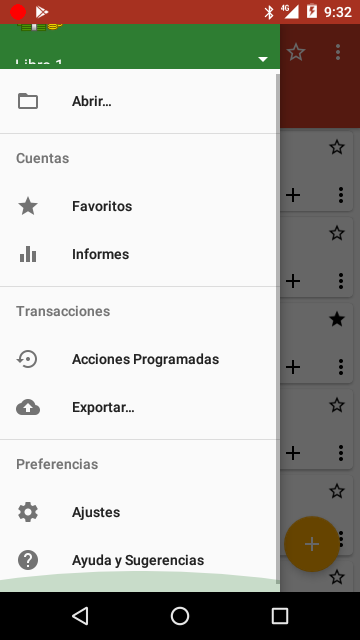 4G 9:32
Libro 1
Abrir...
Cuentas
Favoritos
Informes
Transacciones
Acciones Programadas
Exportar...
Preferencias
Ajustes
Ayuda y Sugerencias